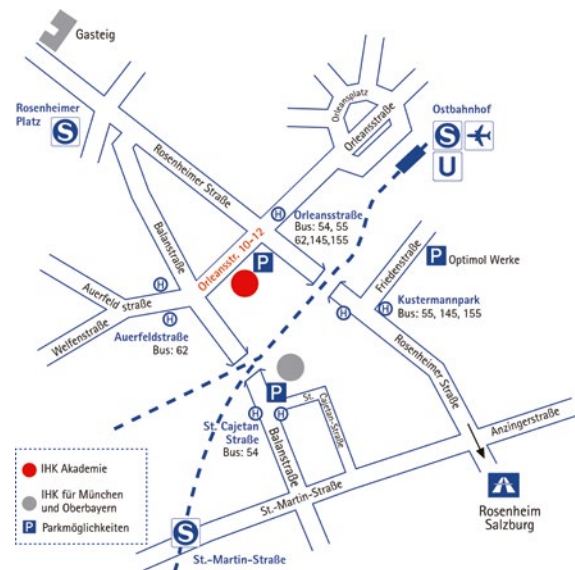 Gasteig
Rosenheimer
Platz
S
Rosenheimer Straße
Balanstraße
Orleansplatz
Orleansstraße
Ostbahnhof
S
U
Orleansstr. 10–12
H
Orleansstraße
Bus: 54, 55
62,145,155
P
P
Optimol Werke
Friedenstraße
H
H
Kustermannpark
Bus: 55, 145, 155
Rosenheimer Straße
H
Auerfeld straße
Welfenstraße
H
Auerfeldstraße
Bus: 62
P
St. Cajetan
Straße
Bus: 54
H
H
St.
Cajetan-Straße
Balanstraße
Anzingerstraße
St.-Martin-Straße
S
St.-Martin-Straße
Rosenheim
Salzburg
IHK Akademie
IHK für München
und Oberbayern
P
Parkmöglichkeiten